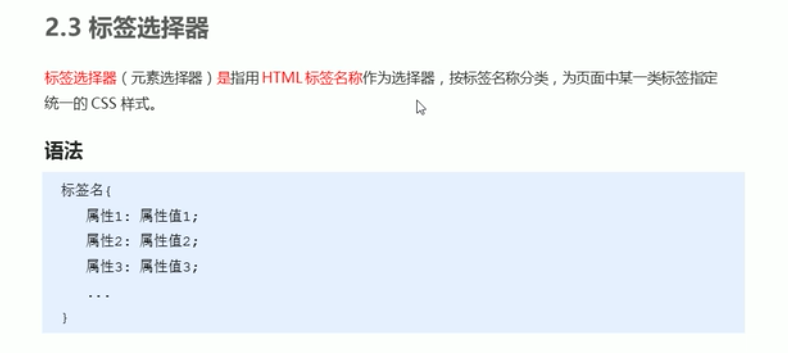 2.3 标签选择器
标签选择器（元素选择器）是指用 HTML 标签名称作为选择器，按标签名称分类，为页面中某一类标签指定
统一的 CSS 样式。
语法
标签名{
属性1: 属性值1;
属性2: 属性值2;
属性3: 属性值3;
...
}